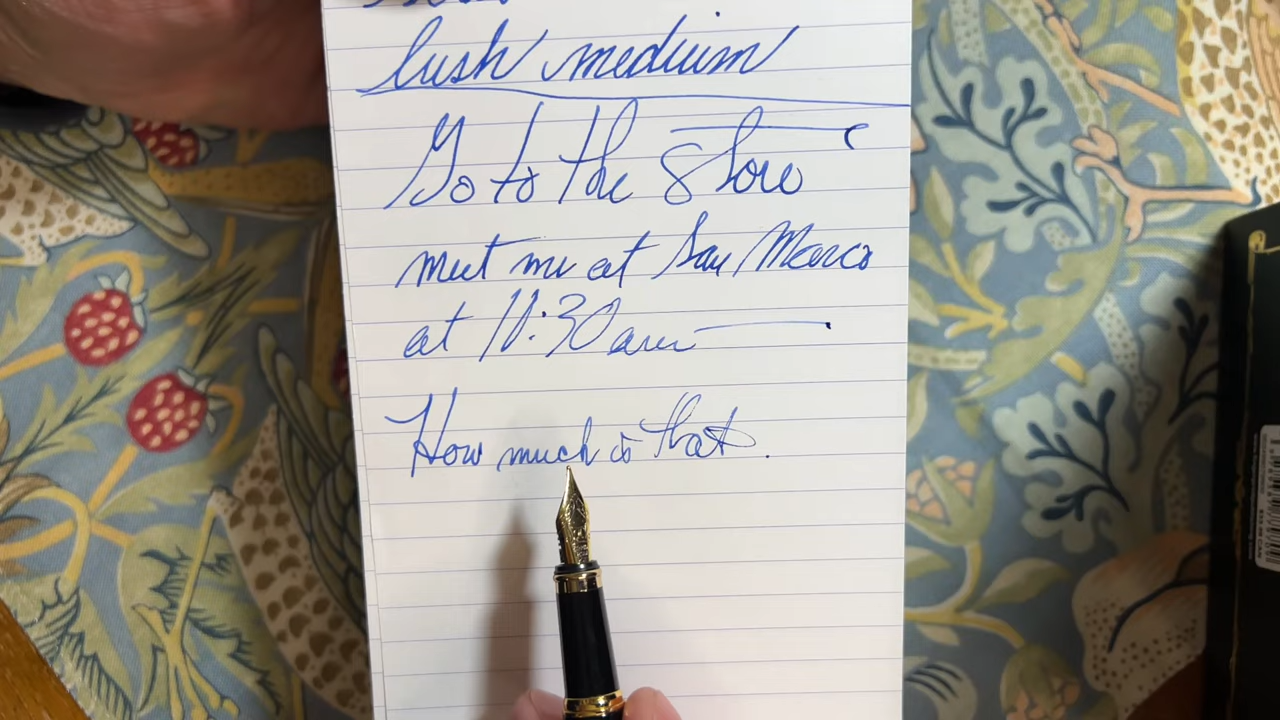 lush medium
Go to the store
meet me at San Marco
at 11:30 am
How much is that.